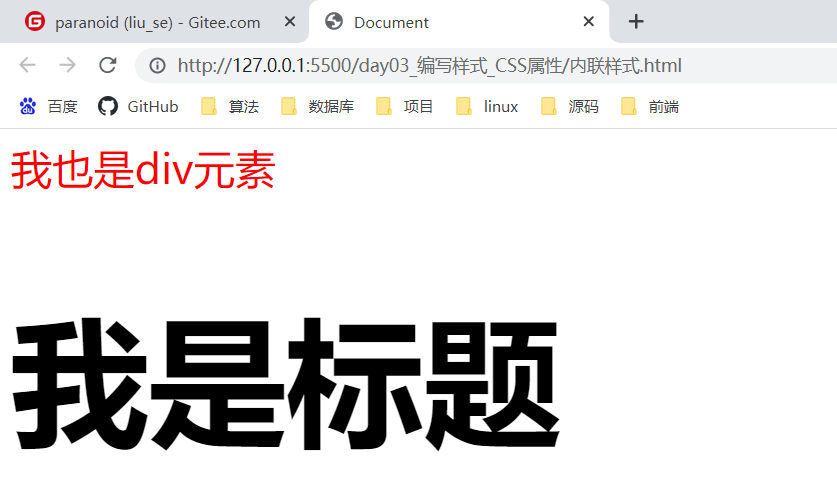 paranoid (liu_se) - Gitee.com Document
http://127.0.0.1:5500/day03_编写样式_CSS属性/内联样式.html
百度 GitHub 算法 数据库 项目 linux 源码 前端
我也是div元素
我是标题